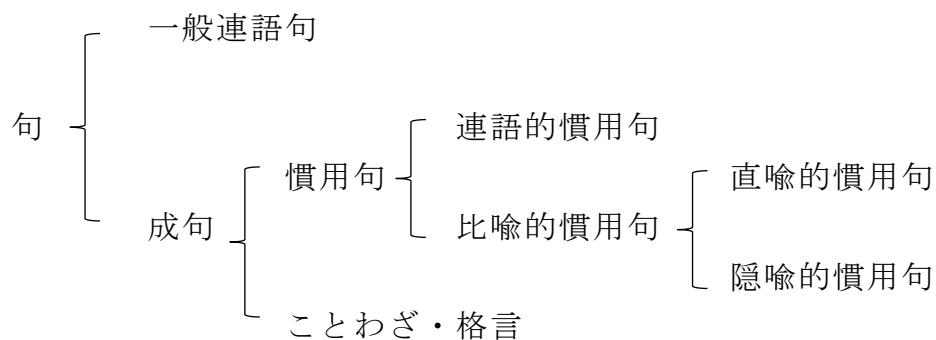 一般連語句
句
連語的慣用句
慣用句
直喩的慣用句
成句
比喩的慣用句
隠喩的慣用句
ことわざ・格言